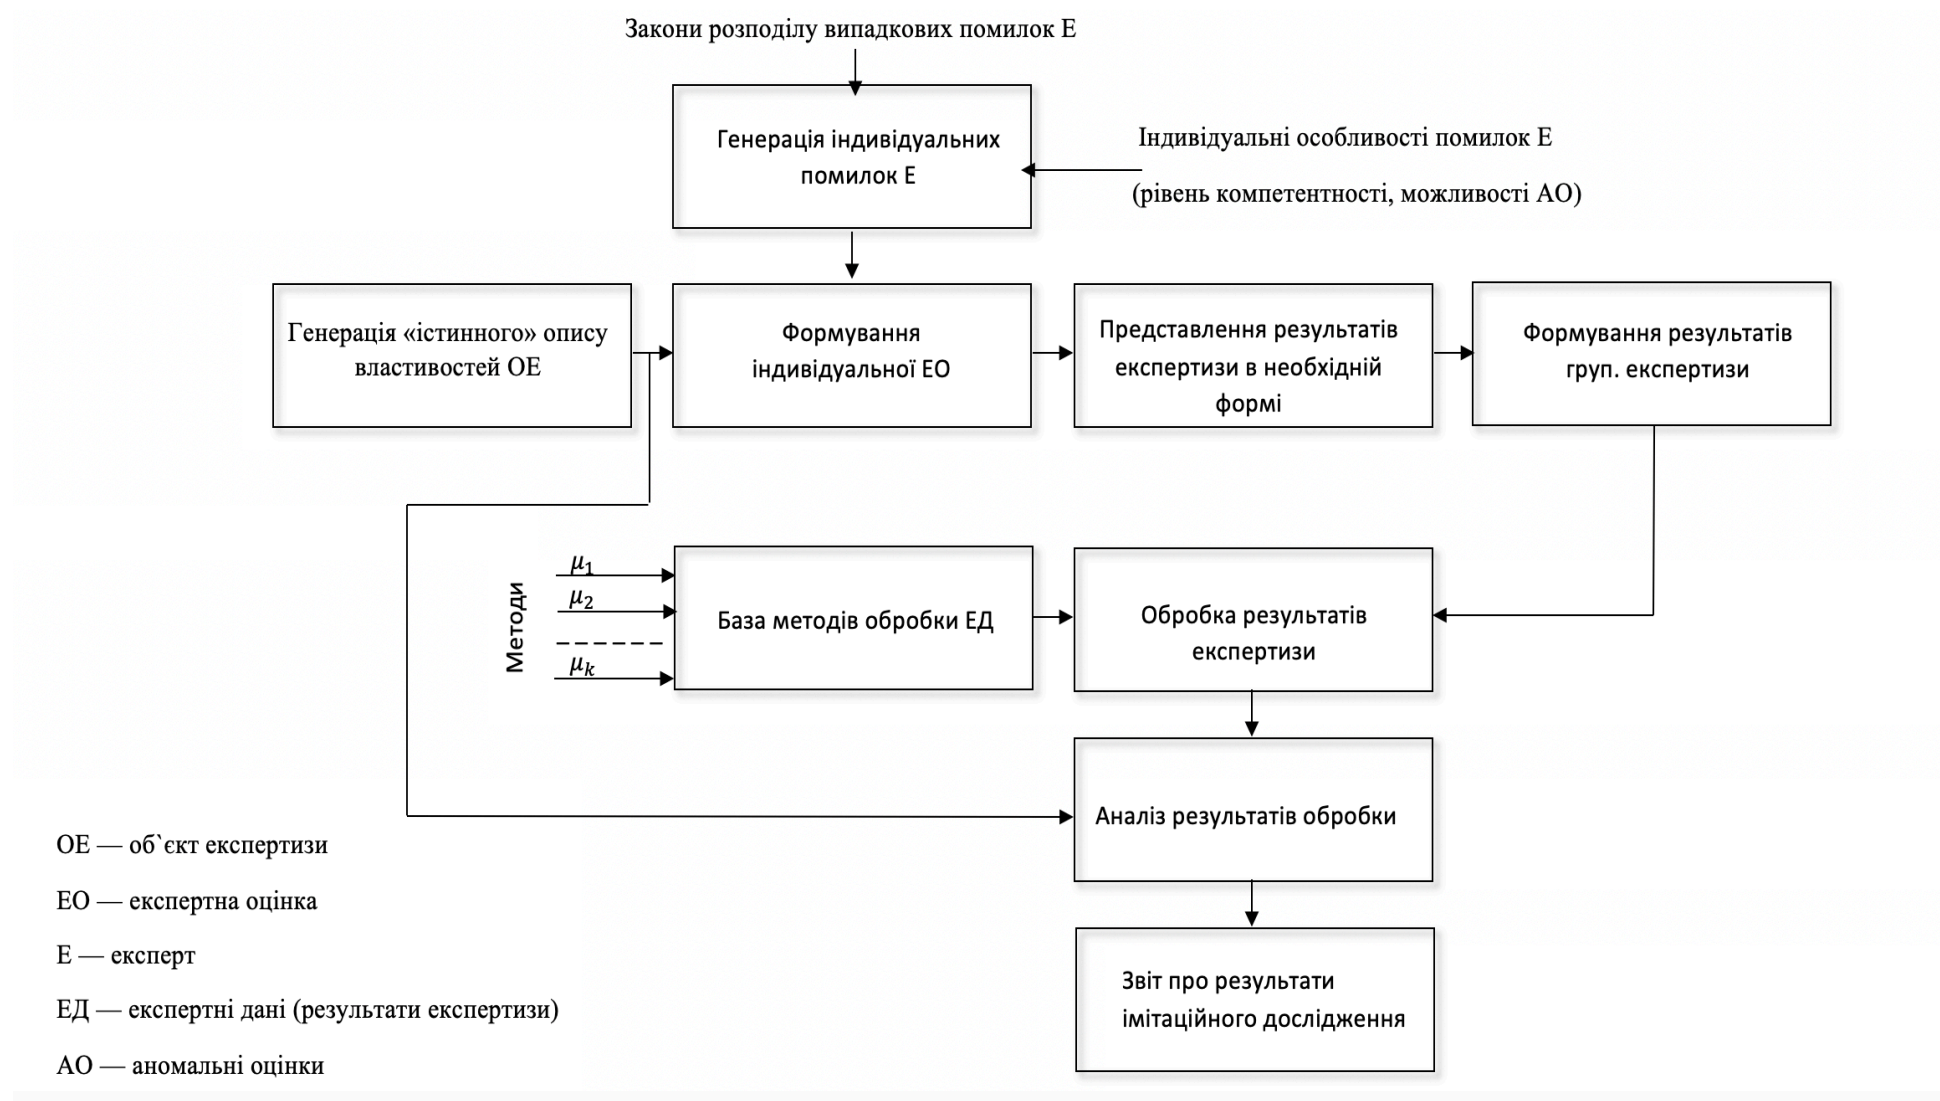 Закони розподілу випадкових помилок Е
Генерація індивідуальних
помилок Е
Індивідуальні особливості помилок Е
(рівень компетентності, можливості АО)
Генерація «істинного» опису
властивостей ОЕ
Формування
індивідуальної ЕО
Представлення результатів
експертизи в необхідній
формі
Формування результатів
груп. експертизи
Методи
μ1
μ2
μk
База методів обробки ЕД
Обробка результатів
експертизи
Аналіз результатів обробки
Звіт про результати
імітаційного дослідження
ОЕ — об`єкт експертизи
ЕО — експертна оцінка
Е — експерт
ЕД — експертні дані (результати експертизи)
АО — аномальні оцінки